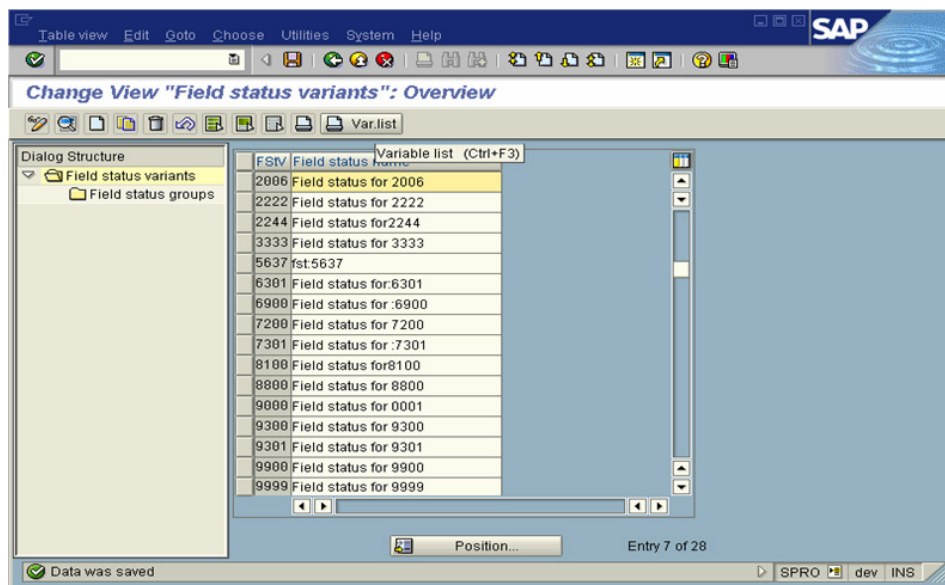 Table view Edit Goto Choose Utilities System Help
SAP
Change View "Field status variants": Overview
Var.list
Variable list (Ctrl+F3)
Dialog Structure
Field status variants
Field status groups
FStV Field status name
2006 Field status for 2006
2222 Field status for 2222
2244 Field status for2244
3333 Field status for 3333
5637 fst:5637
6301 Field status for:6301
6900 Field status for :6900
7200 Field status for 7200
7301 Field status for :7301
8100 Field status for8100
8800 Field status for 8800
9000 Field status for 0001
9300 Field status for 9300
9301 Field status for 9301
9900 Field status for 9900
9999 Field status for 9999
Position...
Entry 7 of 28
Data was saved
SPRO dev INS